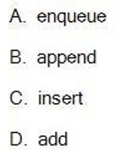 A. enqueue
B. append
C. insert
D. add